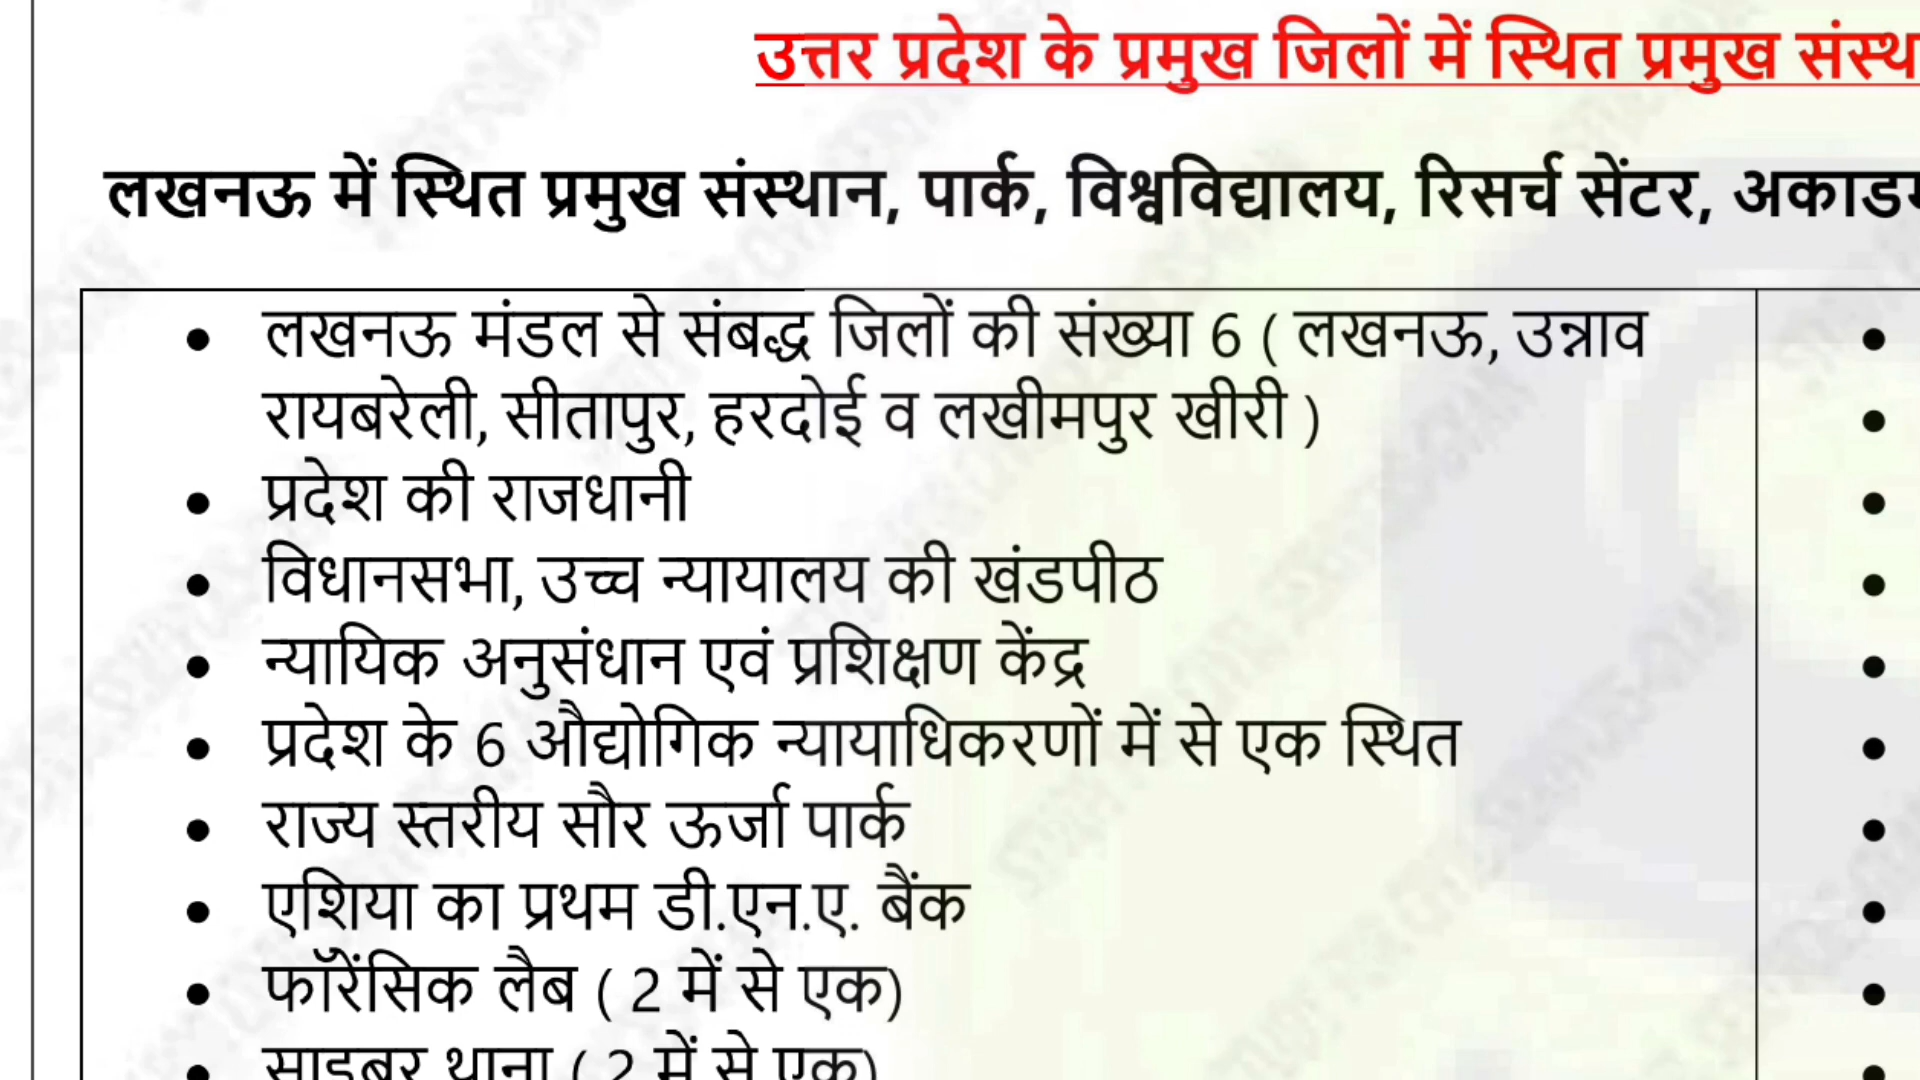 उत्तर प्रदेश के प्रमुख जिलों में स्थित प्रमुख
लखनऊ में स्थित प्रमुख संस्थान, पार्क, विश्वविद्यालय, रिसर्च सेंटर,
• लखनऊ मंडल से संबद्ध जिलों की संख्या 6 ( लखनऊ, उन्नाव
रायबरेली, सीतापुर, हरदोई व लखीमपुर खीरी )
• प्रदेश की राजधानी
• विधानसभा, उच्च न्यायालय की खंडपीठ
• न्यायिक अनुसंधान एवं प्रशिक्षण केंद्र
• प्रदेश के 6 औद्योगिक न्यायाधिकरणों में से एक स्थित
• राज्य स्तरीय सौर ऊर्जा पार्क
• एशिया का प्रथम डी.एन.ए. बैंक
• फॉरेंसिक लैब ( 2 में से एक)
• साइबर थाना ( 2 में से एक)